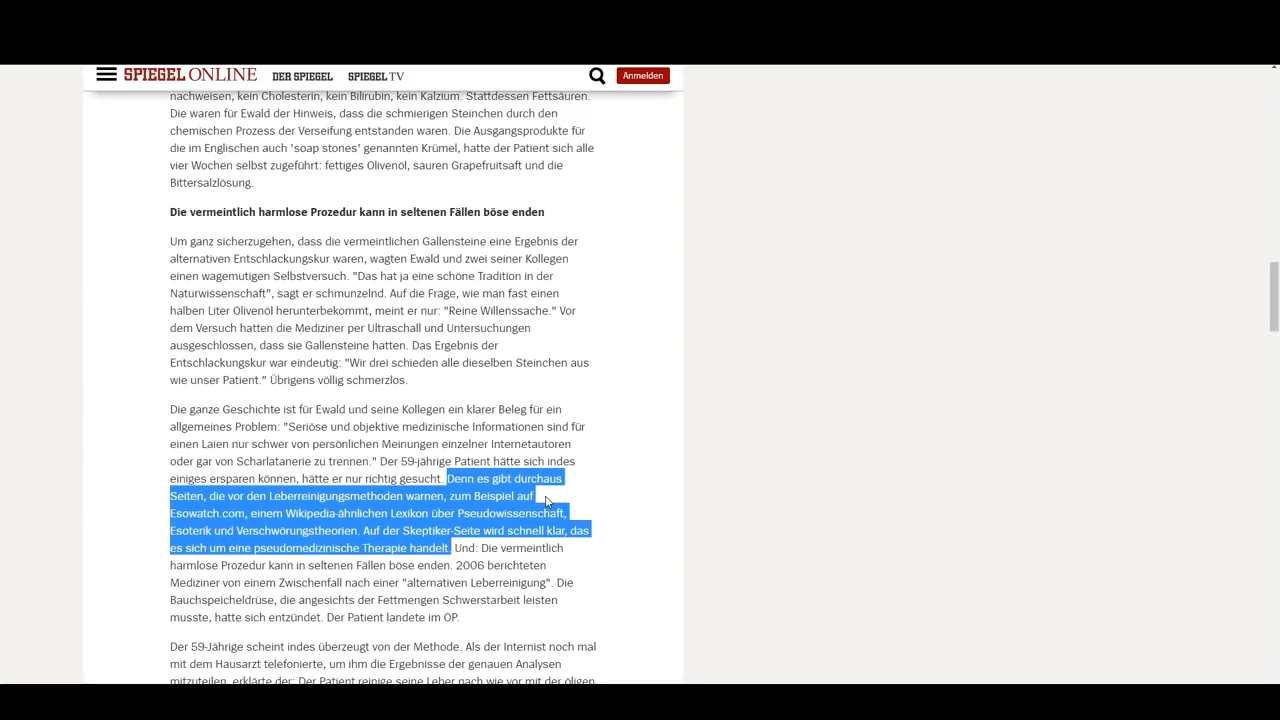 SPIEGEL ONLINE DER SPIEGEL SPIEGEL TV Anmelden
nachweisen, kein Cholesterin, kein Bilirubin, kein Kalzium. Stattdessen Fettsäuren.
Die waren für Ewald der Hinweis, dass die schmierigen Steinchen durch den
chemischen Prozess der Verseifung entstanden waren. Die Ausgangsprodukte für
die im Englischen auch 'soap stones' genannten Krümel, hatte der Patient sich alle
vier Wochen selbst zugeführt: fettiges Olivenöl, sauren Grapefruitsaft und die
Bittersalzlösung.
Die vermeintlich harmlose Prozedur kann in seltenen Fällen böse enden
Um ganz sicherzugehen, dass die vermeintlichen Gallensteine eine Ergebnis der
alternativen Entschlackungskur waren, wagten Ewald und zwei seiner Kollegen
einen wagemutigen Selbstversuch. "Das hat ja eine schöne Tradition in der
Naturwissenschaft", sagt er schmunzelnd. Auf die Frage, wie man fast einen
halben Liter Olivenöl herunterbekommt, meint er nur: "Reine Willenssache." Vor
dem Versuch hatten die Mediziner per Ultraschall und Untersuchungen
ausgeschlossen, dass sie Gallensteine hatten. Das Ergebnis der
Entschlackungskur war eindeutig: "Wir drei schieden alle dieselben Steinchen aus
wie unser Patient." Übrigens völlig schmerzlos.
Die ganze Geschichte ist für Ewald und seine Kollegen ein klarer Beleg für ein
allgemeines Problem: "Seriöse und objektive medizinische Informationen sind für
einen Laien nur schwer von persönlichen Meinungen einzelner Internetautoren
oder gar von Scharlatanerie zu trennen." Der 59-jährige Patient hätte sich indes
einiges ersparen können, hätte er nur richtig gesucht. Denn es gibt durchaus
Seiten, die vor den Leberreinigungsmethoden warnen, zum Beispiel auf
Esowatch.com, einem Wikipedia-ähnlichen Lexikon über Pseudowissenschaft,
Esoterik und Verschwörungstheorien. Auf der Skeptiker-Seite wird schnell klar, das
es sich um eine pseudomedizinische Therapie handelt. Und: Die vermeintlich
harmlose Prozedur kann in seltenen Fällen böse enden. 2006 berichteten
Mediziner von einem Zwischenfall nach einer "alternativen Leberreinigung". Die
Bauchspeicheldrüse, die angesichts der Fettmengen Schwerstarbeit leisten
musste, hatte sich entzündet. Der Patient landete im OP.
Der 59-Jährige scheint indes überzeugt von der Methode. Als der Internist noch mal
mit dem Hausarzt telefonierte, um ihm die Ergebnisse der genauen Analysen
mitzuteilen, erklärte der: Der Patient reinige seine Leber nach wie vor mit der öligen